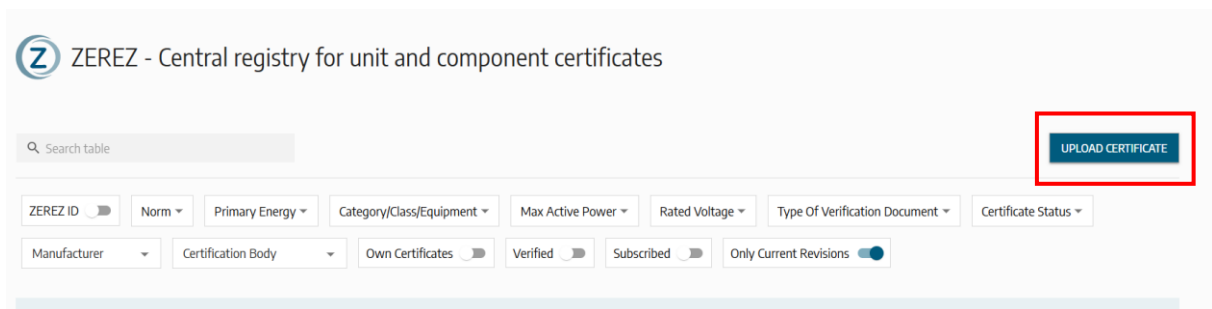 Z ZEREZ - Central registry for unit and component certificates
Search table
UPLOAD CERTIFICATE
ZEREZ ID Norm Primary Energy Category/Class/Equipment Max Active Power Rated Voltage Type Of Verification Document Certificate Status
Manufacturer Certification Body Own Certificates Verified Subscribed Only Current Revisions